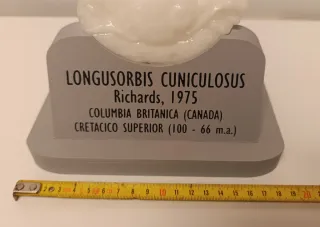 LONGUSORBIS CUNICULOSUS
Richards, 1975
COLUMBIA BRITANICA (CANADA)
CRETACICO SUPERIOR (100 - 66 m.a.)